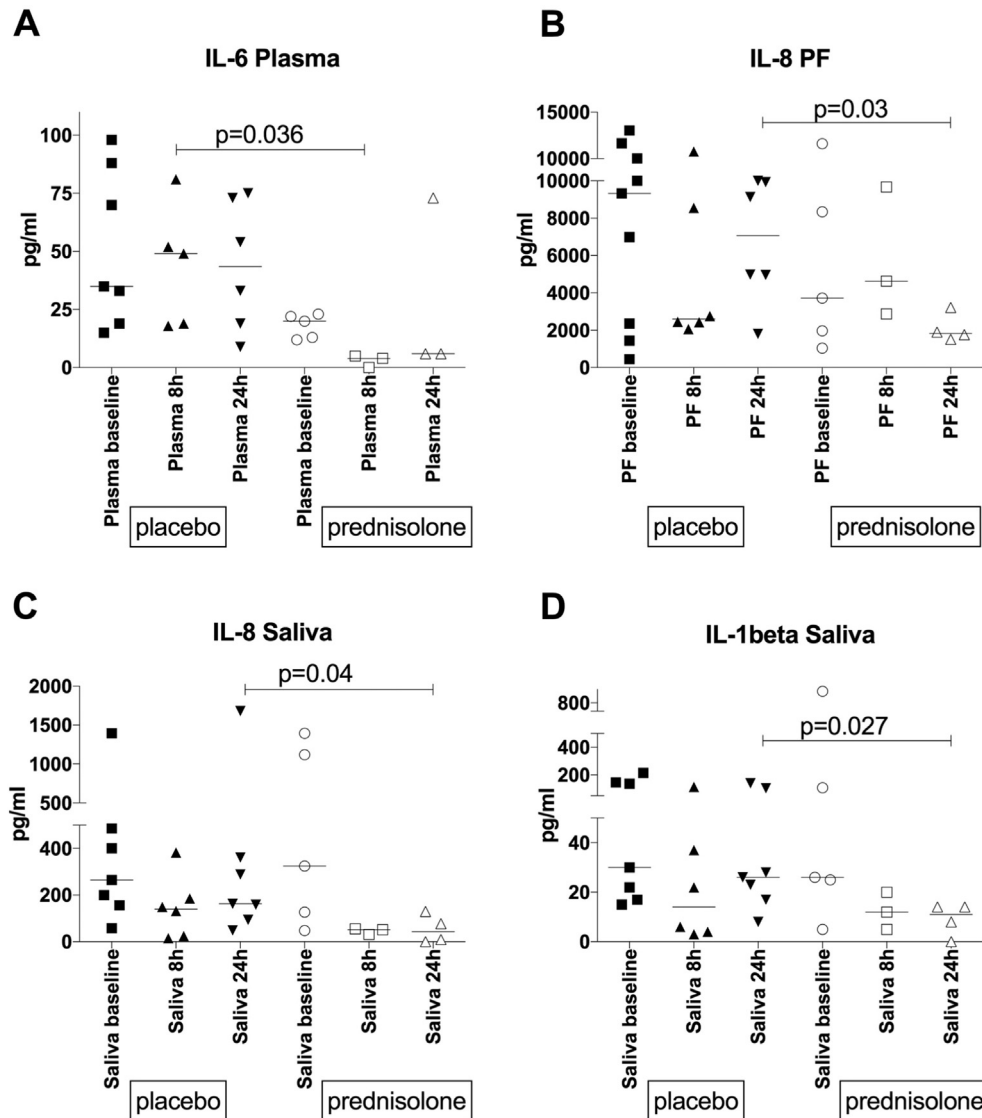 A
IL-6 Plasma
p=0.036
100
75
50
25
0
pg/ml
Plasma baseline
Plasma 8h
Plasma 24h
Plasma baseline
Plasma 8h
Plasma 24h
placebo
prednisolone
B
IL-8 PF
p=0.03
15000
10000
10000
8000
6000
4000
2000
0
pg/ml
PF baseline
PF 8h
PF 24h
PF baseline
PF 8h
PF 24h
placebo
prednisolone
C
IL-8 Saliva
p=0.04
2000
1500
1000
500
400
200
0
pg/ml
Saliva baseline
Saliva 8h
Saliva 24h
Saliva baseline
Saliva 8h
Saliva 24h
placebo
prednisolone
D
IL-1beta Saliva
p=0.027
800
400
200
40
20
0
pg/ml
Saliva baseline
Saliva 8h
Saliva 24h
Saliva baseline
Saliva 8h
Saliva 24h
placebo
prednisolone